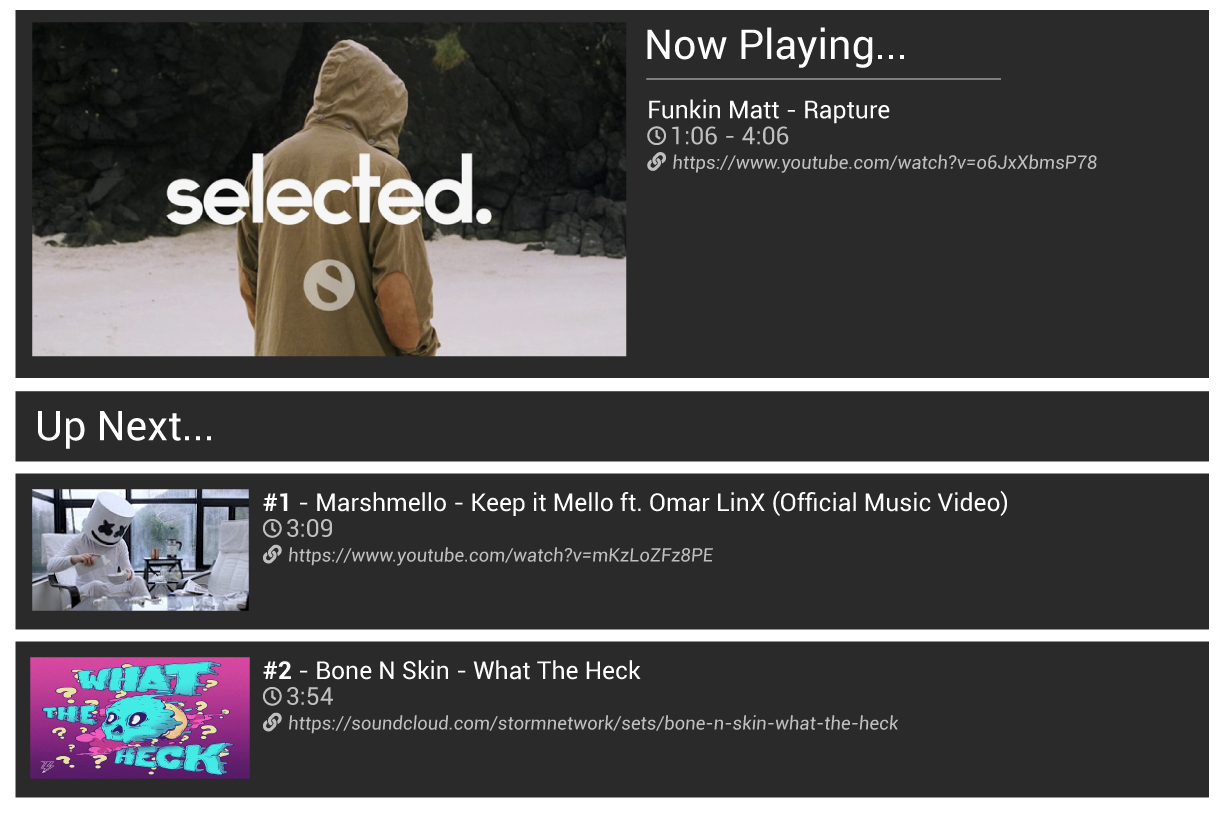 selected.
Now Playing...
Funkin Matt - Rapture
1:06 - 4:06
https://www.youtube.com/watch?v=o6JxXbmsP78
Up Next...
#1 - Marshmello - Keep it Mello ft. Omar LinX (Official Music Video)
3:09
https://www.youtube.com/watch?v=mKzLoZFz8PE
WHAT
THE
HECK
#2 - Bone N Skin - What The Heck
3:54
https://soundcloud.com/stormnetwork/sets/bone-n-skin-what-the-heck